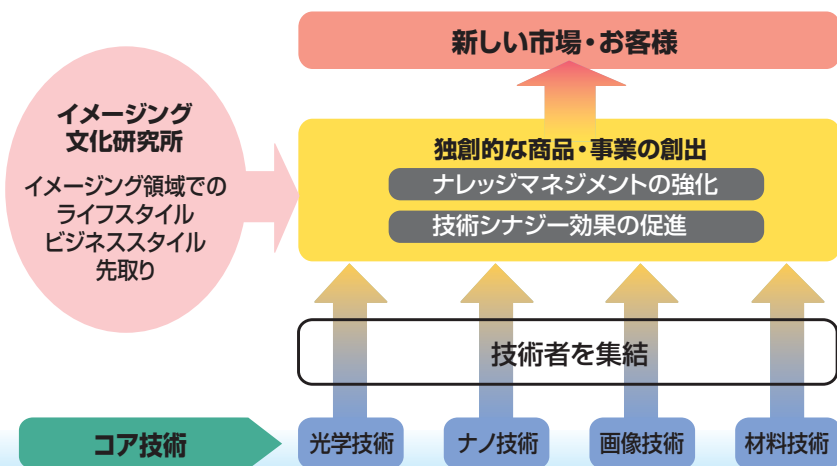 新しい市場・お客様
イメージング
文化研究所
イメージング領域での
ライフスタイル
ビジネススタイル
先取り
独創的な商品・事業の創出
ナレッジマネジメントの強化
技術シナジー効果の促進
技術者を集結
コア技術
光学技術
ナノ技術
画像技術
材料技術